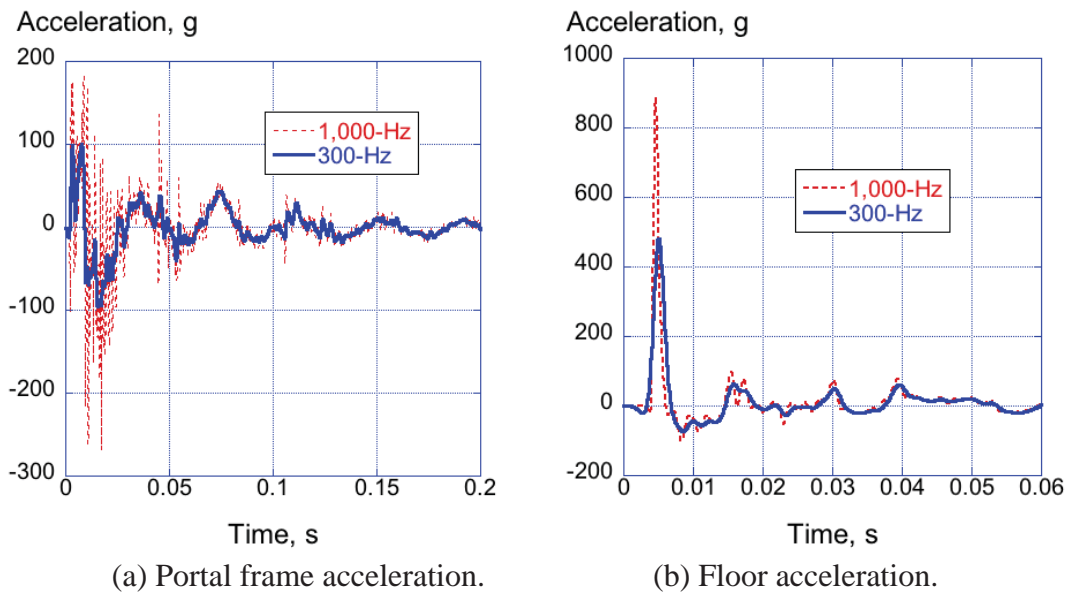 Acceleration, g
200
100
0
-100
-200
-300
0 0.05 0.1 0.15 0.2
1,000-Hz
300-Hz
Time, s
(a) Portal frame acceleration.
Acceleration, g
1000
800
600
400
200
0
-200
0 0.01 0.02 0.03 0.04 0.05 0.06
1,000-Hz
300-Hz
Time, s
(b) Floor acceleration.